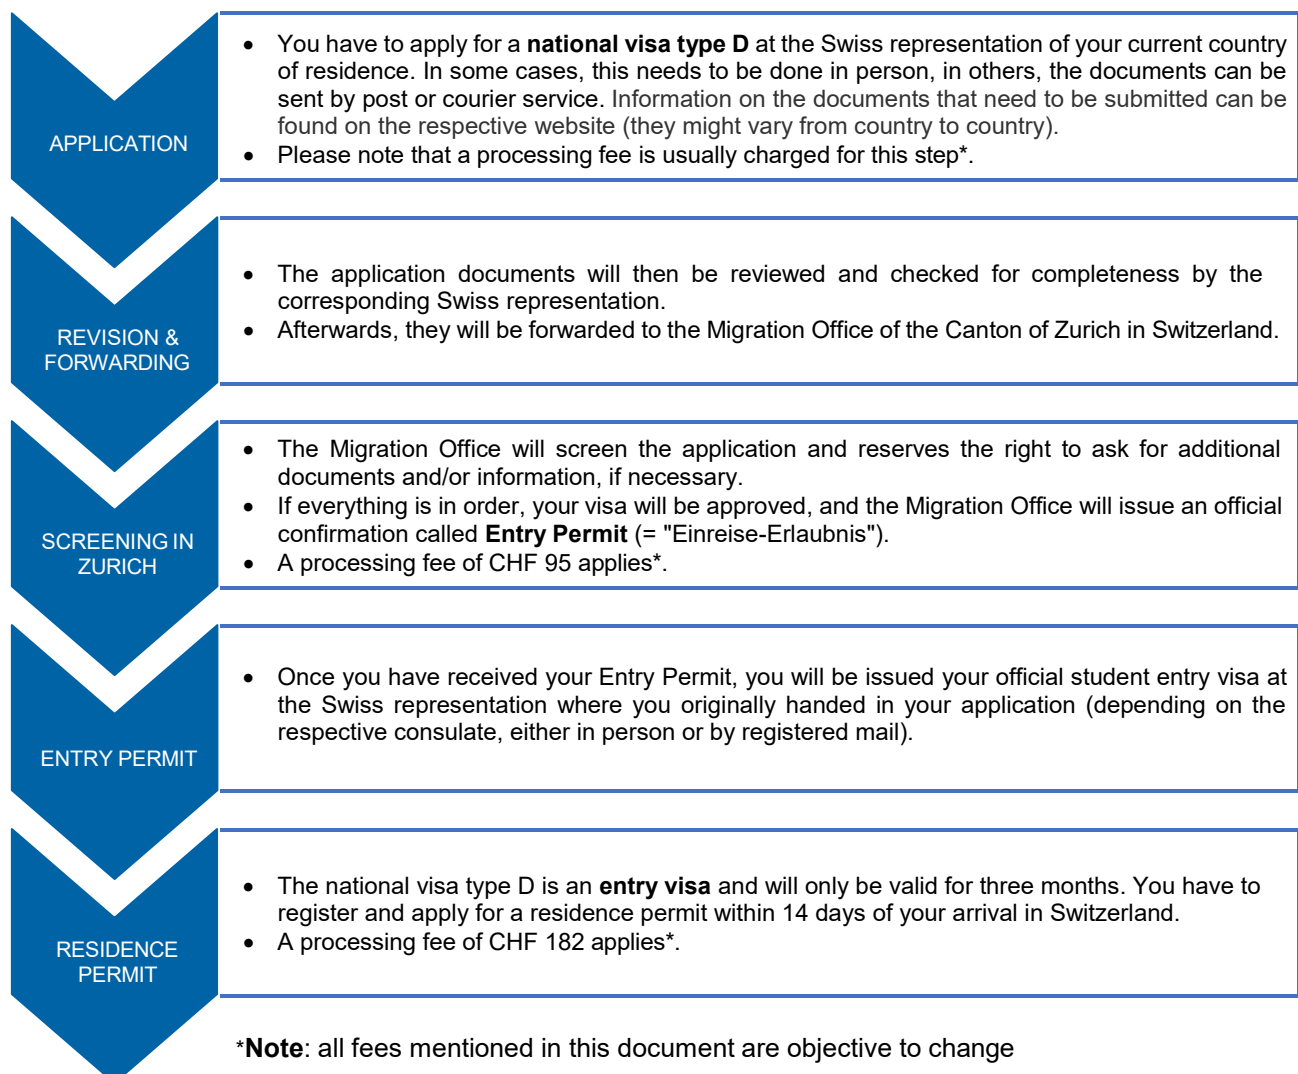 APPLICATION
• You have to apply for a national visa type D at the Swiss representation of your current country
of residence. In some cases, this needs to be done in person, in others, the documents can be
sent by post or courier service. Information on the documents that need to be submitted can be
found on the respective website (they might vary from country to country).
• Please note that a processing fee is usually charged for this step*.
REVISION &
FORWARDING
• The application documents will then be reviewed and checked for completeness by the
corresponding Swiss representation.
• Afterwards, they will be forwarded to the Migration Office of the Canton of Zurich in Switzerland.
SCREENING IN
ZURICH
• The Migration Office will screen the application and reserves the right to ask for additional
documents and/or information, if necessary.
• If everything is in order, your visa will be approved, and the Migration Office will issue an official
confirmation called Entry Permit (= "Einreise-Erlaubnis").
• A processing fee of CHF 95 applies*.
ENTRY PERMIT
• Once you have received your Entry Permit, you will be issued your official student entry visa at
the Swiss representation where you originally handed in your application (depending on the
respective consulate, either in person or by registered mail).
RESIDENCE
PERMIT
• The national visa type D is an entry visa and will only be valid for three months. You have to
register and apply for a residence permit within 14 days of your arrival in Switzerland.
• A processing fee of CHF 182 applies*.
*Note: all fees mentioned in this document are objective to change